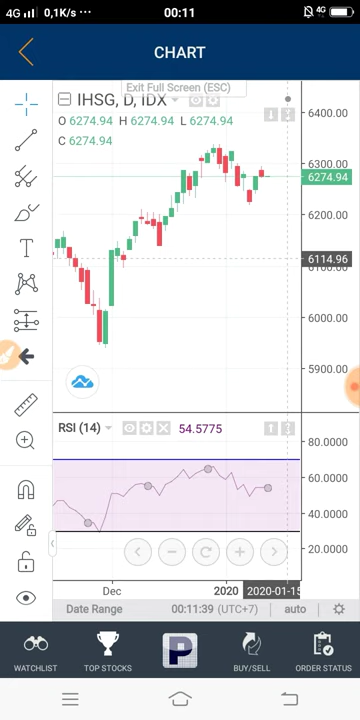 4G 0,1K/s ... 00:11 4G
CHART
Exit Full Screen (ESC)
IHSG, D, IDX
O 6274.94 H 6274.94 L 6274.94
C 6274.94
6400.00
6300.00
6274.94
6200.00
6114.96
6100.00
6000.00
5900.00
RSI (14) 54.5775
80.0000
60.0000
40.0000
20.0000
Dec 2020 2020-01-15
Date Range 00:11:39 (UTC+7) auto
WATCHLIST TOP STOCKS P BUY/SELL ORDER STATUS